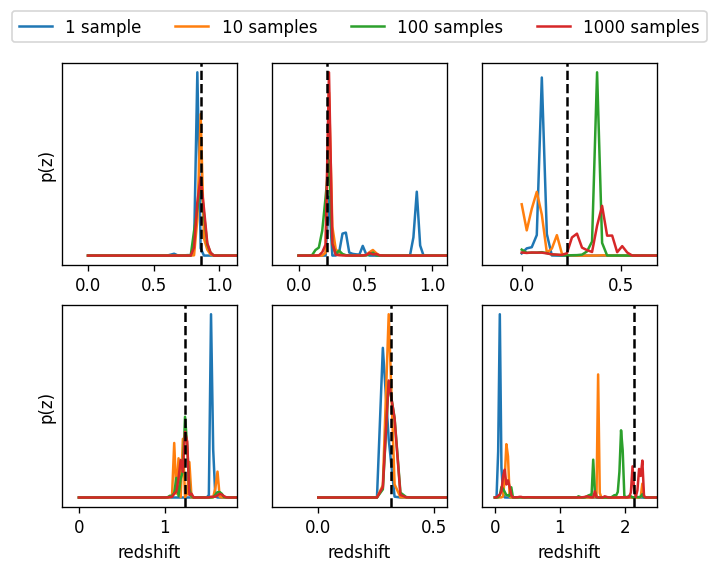 1 sample 10 samples 100 samples 1000 samples
p(z)
0.0 0.5 1.0 0.0 0.5 1.0 0.0 0.5
p(z)
0 1 0.0 0.5 0 1 2
redshift redshift redshift